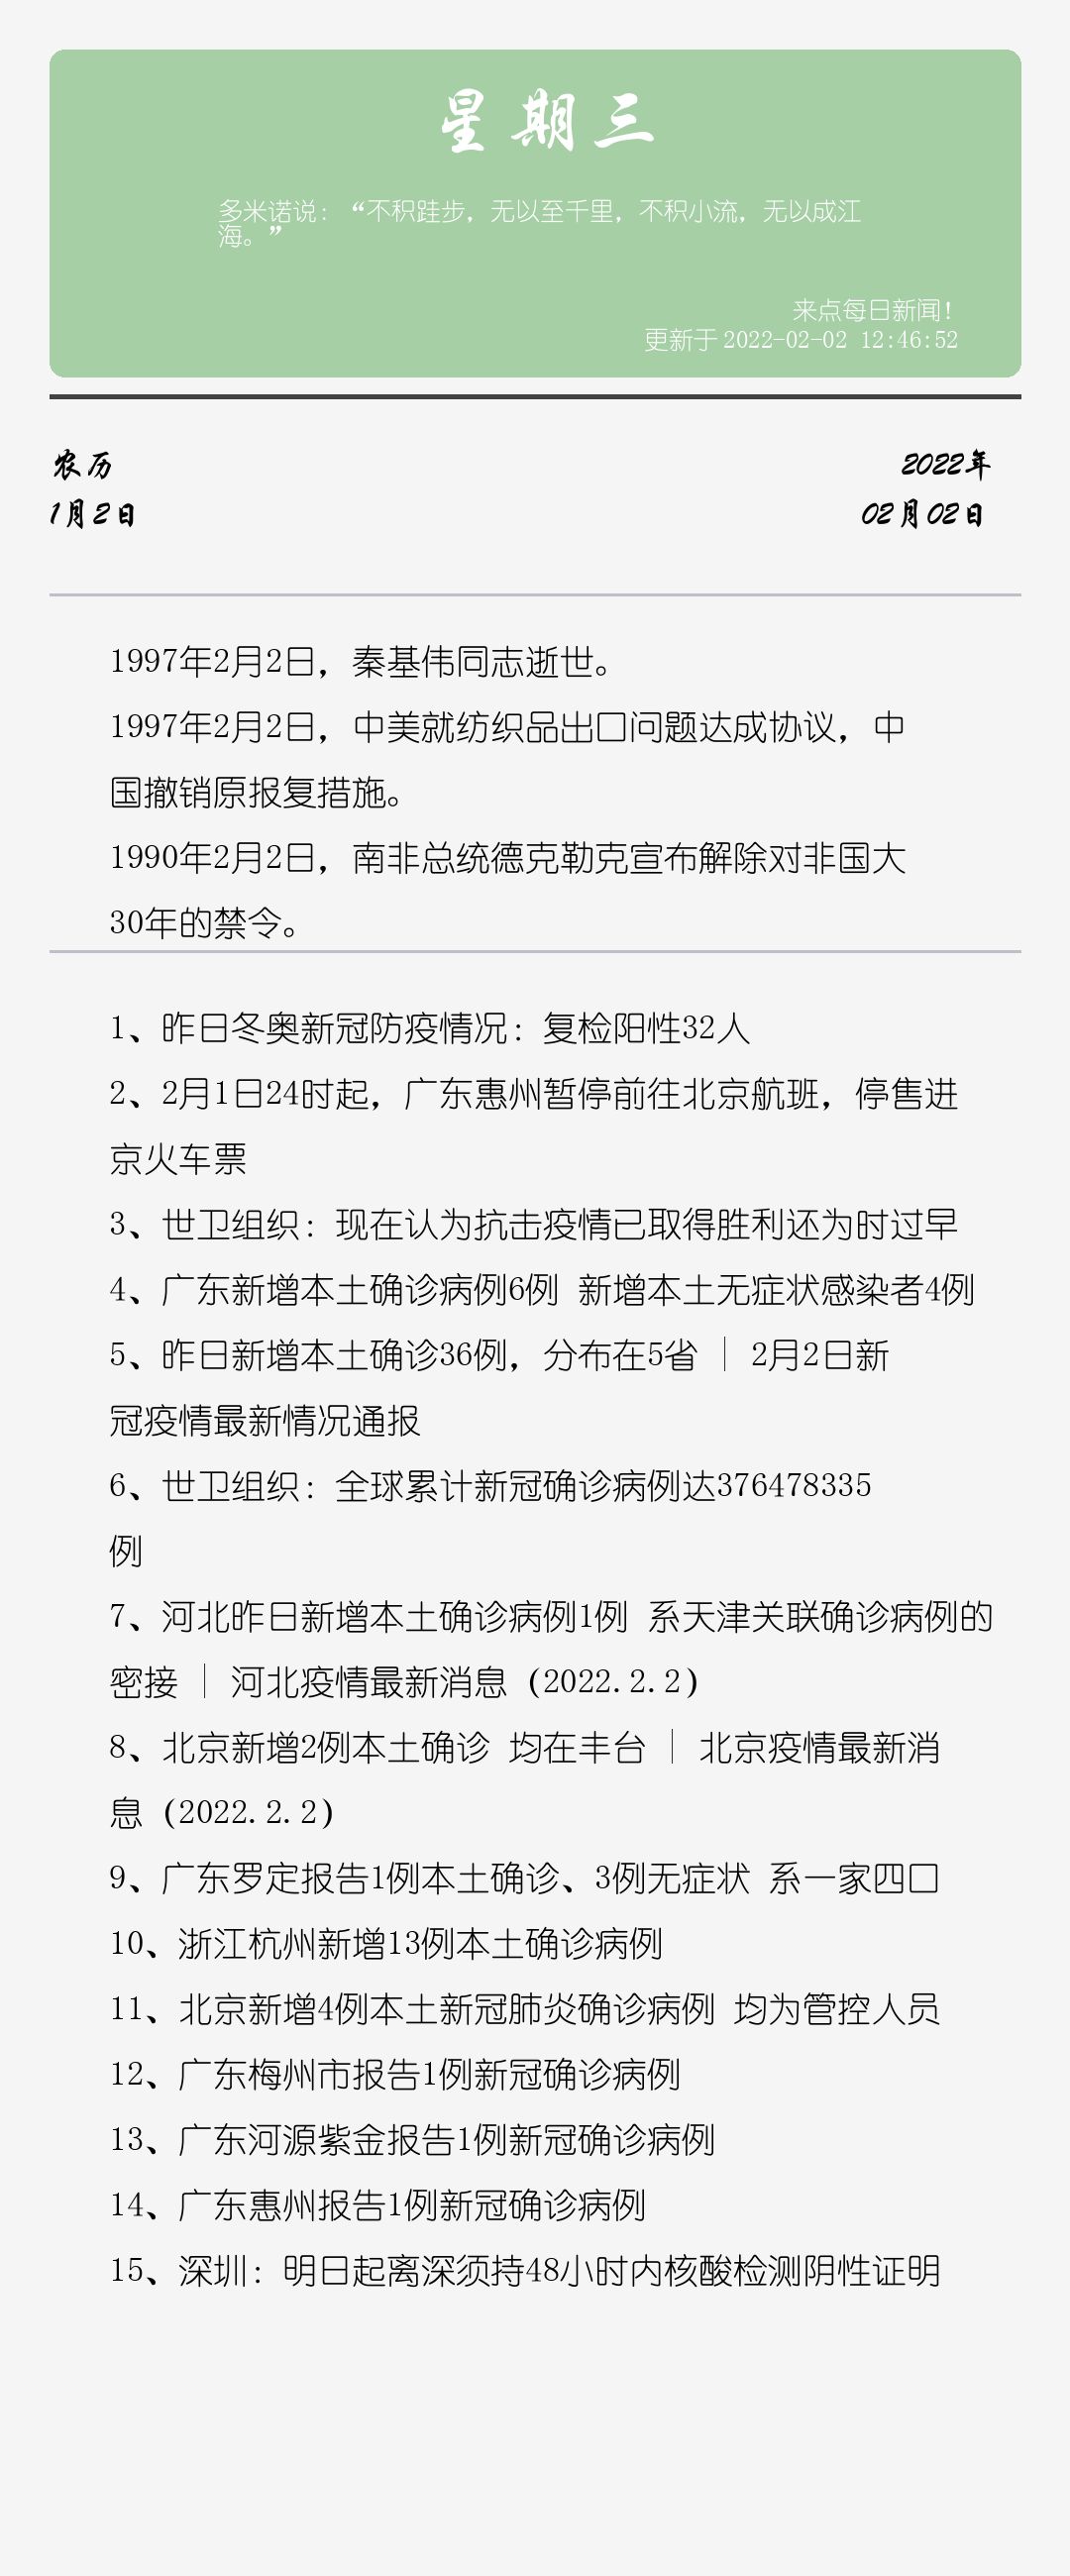 星期三
多米诺说：“不积跬步，无以至千里，不积小流，无以成江
海。”
来点每日新闻！
更新于 2022-02-02 12:46:52
农历
2022年
1月2日
02月02日
1997年2月2日，秦基伟同志逝世。
1997年2月2日，中美就纺织品出口问题达成协议，中
国撤销原报复措施。
1990年2月2日，南非总统德克勒克宣布解除对非国大
30年的禁令。
1、昨日冬奥新冠防疫情况：复检阳性32人
2、2月1日24时起，广东惠州暂停前往北京航班，停售进
京火车票
3、世卫组织：现在认为抗击疫情已取得胜利还为时过早
4、广东新增本土确诊病例6例 新增本土无症状感染者4例
5、昨日新增本土确诊36例，分布在5省 | 2月2日新
冠疫情最新情况通报
6、世卫组织：全球累计新冠确诊病例达376478335
例
7、河北昨日新增本土确诊病例1例 系天津关联确诊病例的
密接 | 河北疫情最新消息（2022.2.2）
8、北京新增2例本土确诊 均在丰台 | 北京疫情最新消
息（2022.2.2）
9、广东罗定报告1例本土确诊、3例无症状 系一家四口
10、浙江杭州新增13例本土确诊病例
11、北京新增4例本土新冠肺炎确诊病例 均为管控人员
12、广东梅州市报告1例新冠确诊病例
13、广东河源紫金报告1例新冠确诊病例
14、广东惠州报告1例新冠确诊病例
15、深圳：明日起离深须持48小时内核酸检测阴性证明